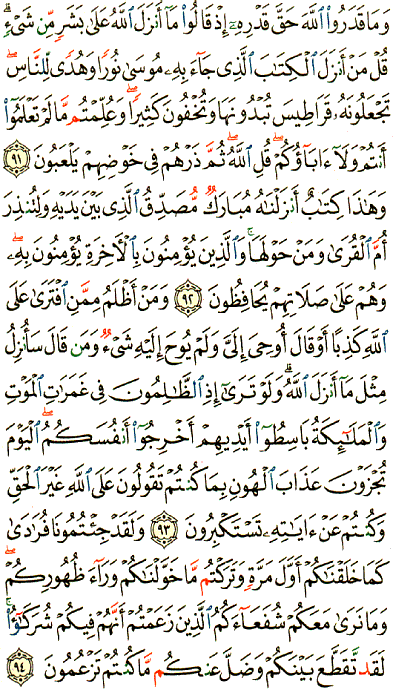 وَمَا قَدَرُوا۟ ٱللَّهَ حَقَّ قَدْرِهِۦٓ إِذْ قَالُوا۟ مَآ أَنزَلَ ٱللَّهُ عَلَىٰ بَشَرٍ مِّن شَىْءٍ ۗ
قُلْ مَنْ أَنزَلَ ٱلْكِتَـٰبَ ٱلَّذِى جَآءَ بِهِۦ مُوسَىٰ نُورًا وَهُدًى لِّلنَّاسِ ۖ
تَجْعَلُونَهُۥ قَرَاطِيسَ تُبْدُونَهَا وَتُخْفُونَ كَثِيرًا ۖ وَعُلِّمْتُم مَّا لَمْ تَعْلَمُوٓا۟
أَنتُمْ وَلَآ ءَابَآؤُكُمْ ۖ قُلِ ٱللَّهُ ۖ ثُمَّ ذَرْهُمْ فِى خَوْضِهِمْ يَلْعَبُونَ ٩١
وَهَـٰذَا كِتَـٰبٌ أَنزَلْنَـٰهُ مُبَارَكٌ مُّصَدِّقُ ٱلَّذِى بَيْنَ يَدَيْهِ وَلِتُنذِرَ
أُمَّ ٱلْقُرَىٰ وَمَنْ حَوْلَهَا ۚ وَٱلَّذِينَ يُؤْمِنُونَ بِٱلْـَٔاخِرَةِ يُؤْمِنُونَ بِهِۦ ۖ
وَهُمْ عَلَىٰ صَلَاتِهِمْ يُحَافِظُونَ ٩٢ وَمَنْ أَظْلَمُ مِمَّنِ ٱفْتَرَىٰ عَلَى
ٱللَّهِ كَذِبًا أَوْ قَالَ أُوحِىَ إِلَىَّ وَلَمْ يُوحَ إِلَيْهِ شَىْءٌ وَمَن قَالَ سَأُنزِلُ
مِثْلَ مَآ أَنزَلَ ٱللَّهُ ۗ وَلَوْ تَرَىٰٓ إِذِ ٱلظَّـٰلِمُونَ فِى غَمَرَٰتِ ٱلْمَوْتِ
وَٱلْمَلَـٰٓئِكَةُ بَاسِطُوٓا۟ أَيْدِيهِمْ أَخْرِجُوٓا۟ أَنفُسَكُمُ ۖ ٱلْيَوْمَ
تُجْزَوْنَ عَذَابَ ٱلْهُونِ بِمَا كُنتُمْ تَقُولُونَ عَلَى ٱللَّهِ غَيْرَ ٱلْحَقِّ
وَكُنتُمْ عَنْ ءَايَـٰتِهِۦ تَسْتَكْبِرُونَ ٩٣ وَلَقَدْ جِئْتُمُونَا فُرَٰدَىٰ
كَمَا خَلَقْنَـٰكُمْ أَوَّلَ مَرَّةٍ وَتَرَكْتُم مَّا خَوَّلْنَـٰكُمْ وَرَآءَ ظُهُورِكُمْ ۖ
وَمَا نَرَىٰ مَعَكُمْ شُفَعَآءَكُمُ ٱلَّذِينَ زَعَمْتُمْ أَنَّهُمْ فِيكُمْ شُرَكَـٰٓؤُا۟ ۚ
لَقَد تَّقَطَّعَ بَيْنَكُمْ وَضَلَّ عَنكُم مَّا كُنتُمْ تَزْعُمُونَ ٩٤